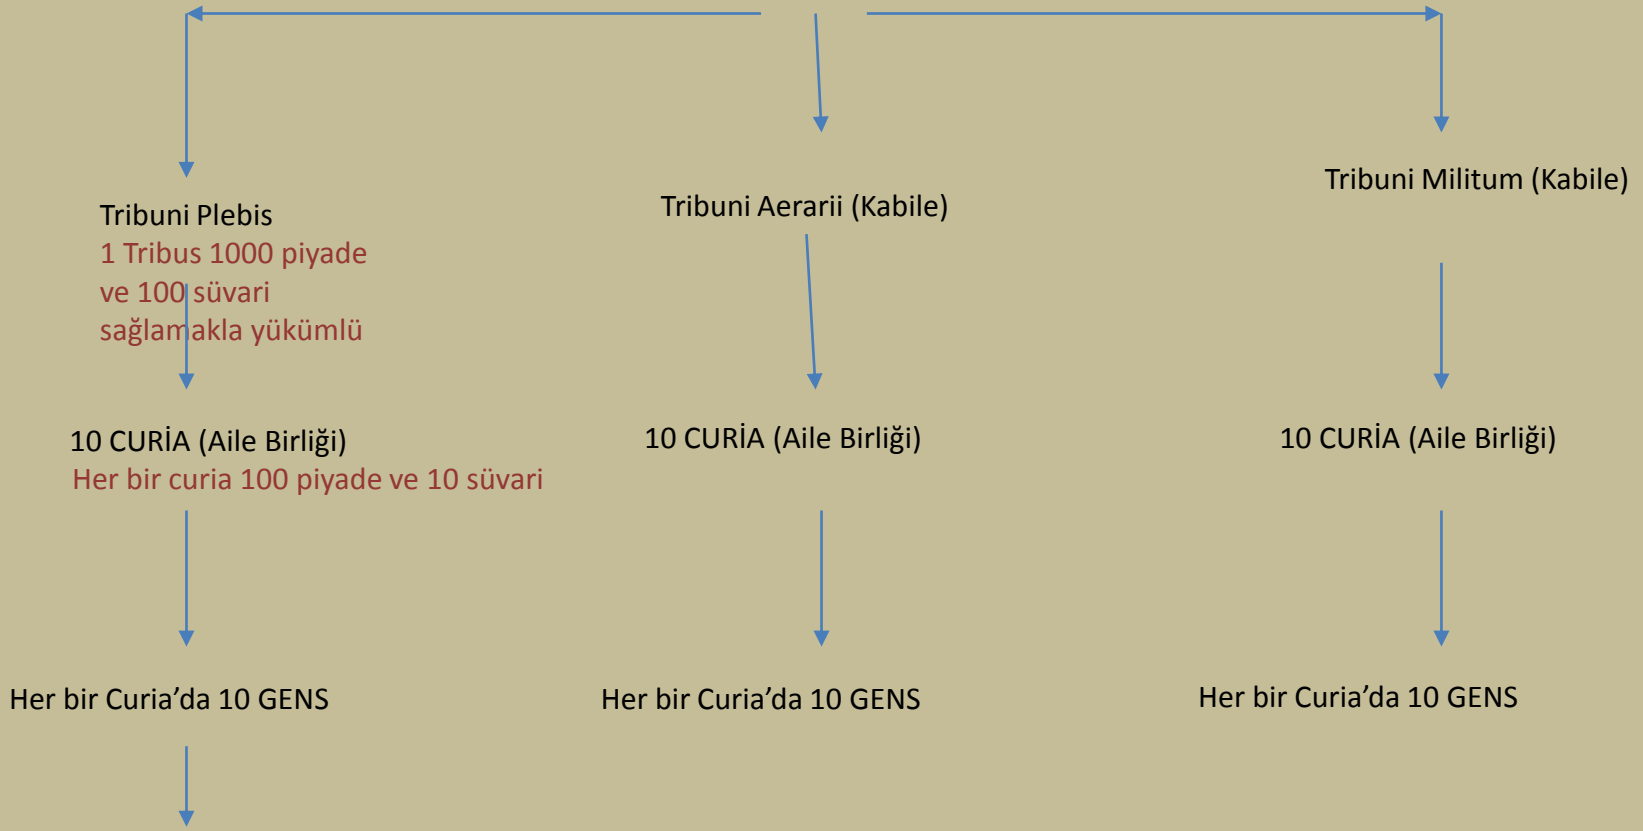 Tribuni Plebis
1 Tribus 1000 piyade
ve 100 süvari
sağlamakla yükümlü
Tribuni Aerarii (Kabile)
Tribuni Militum (Kabile)
10 CURİA (Aile Birliği)
Her bir curia 100 piyade ve 10 süvari
10 CURİA (Aile Birliği)
10 CURİA (Aile Birliği)
Her bir Curia’da 10 GENS
Her bir Curia’da 10 GENS
Her bir Curia’da 10 GENS